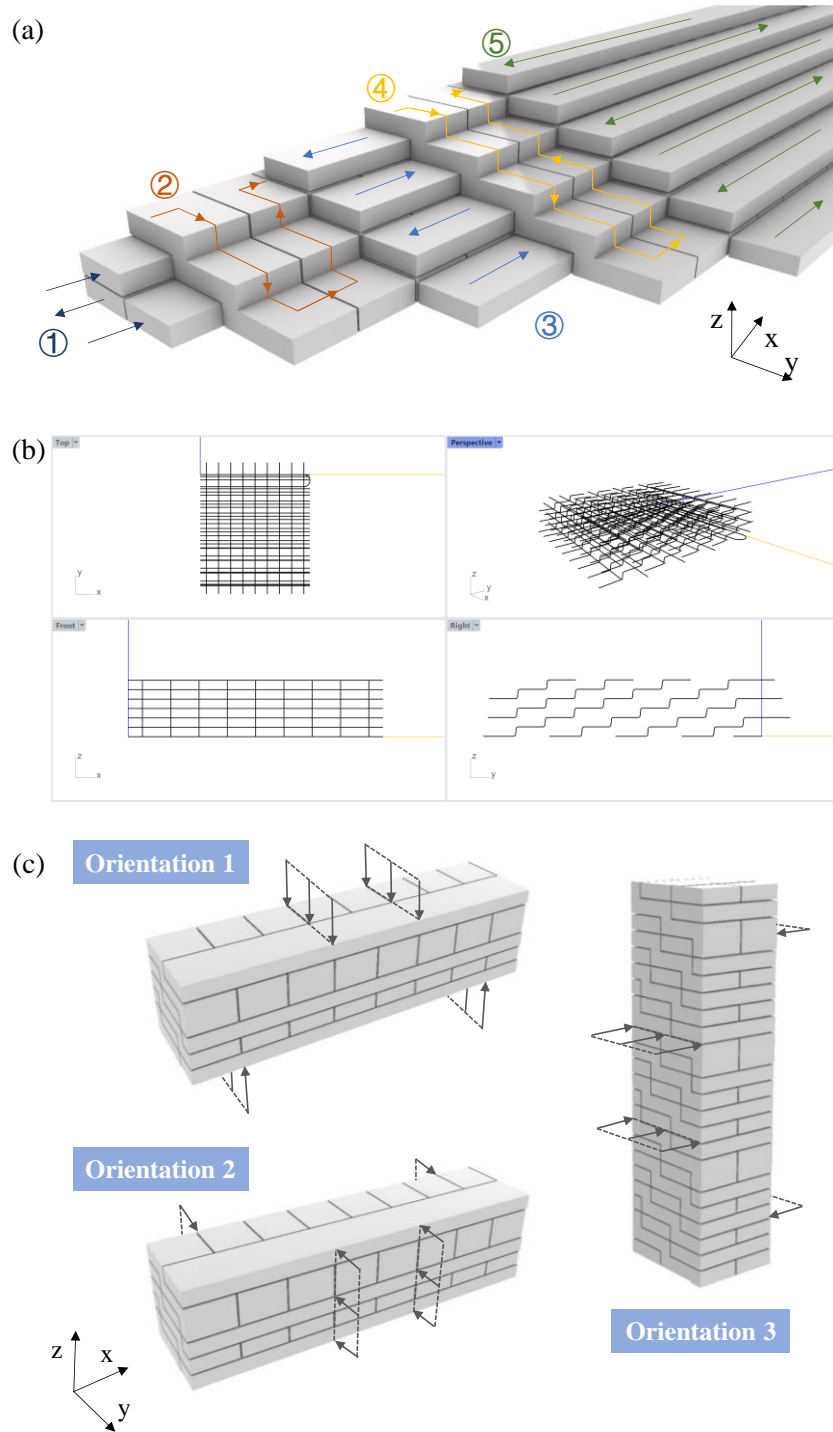 (a)
⑤
④
②
①
③
z
x
y
(b)
Top
Perspective
y
x
z
y
x
Front
Right
z
x
z
y
(c)
Orientation 1
Orientation 2
Orientation 3
z
x
y